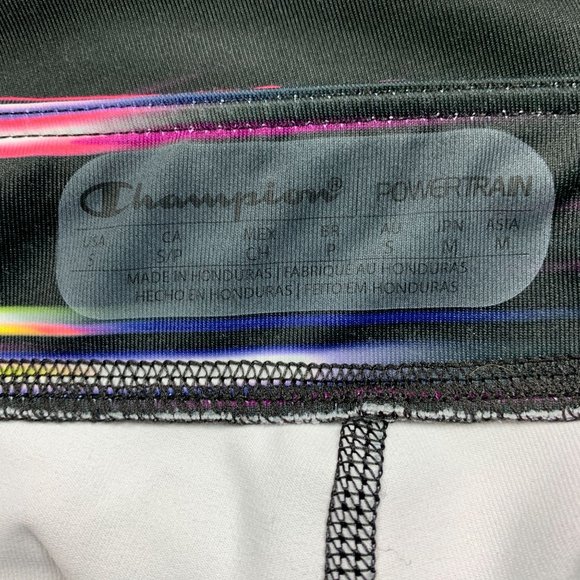 Champion® POWERTRAIN
USA CA MEX BR AU JPN ASIA
S S/P CH P S M M
MADE IN HONDURAS | FABRIQUÉ AU HONDURAS
HECHO EN HONDURAS | FEITO EM HONDURAS